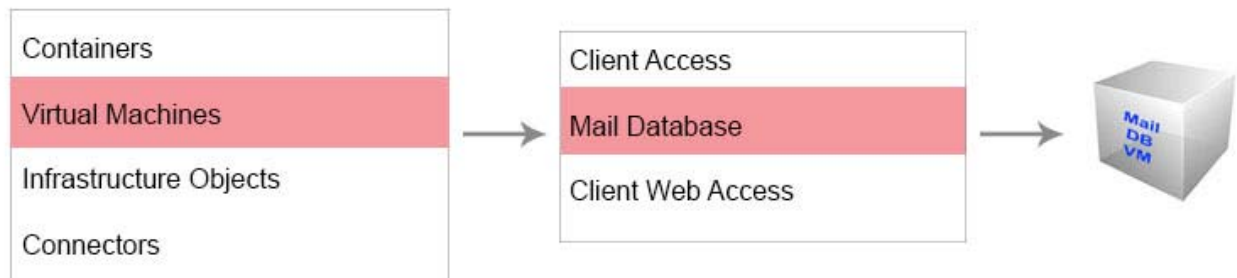 Containers
Virtual Machines
Infrastructure Objects
Connectors
Client Access
Mail Database
Client Web Access
Mail
DB
VM